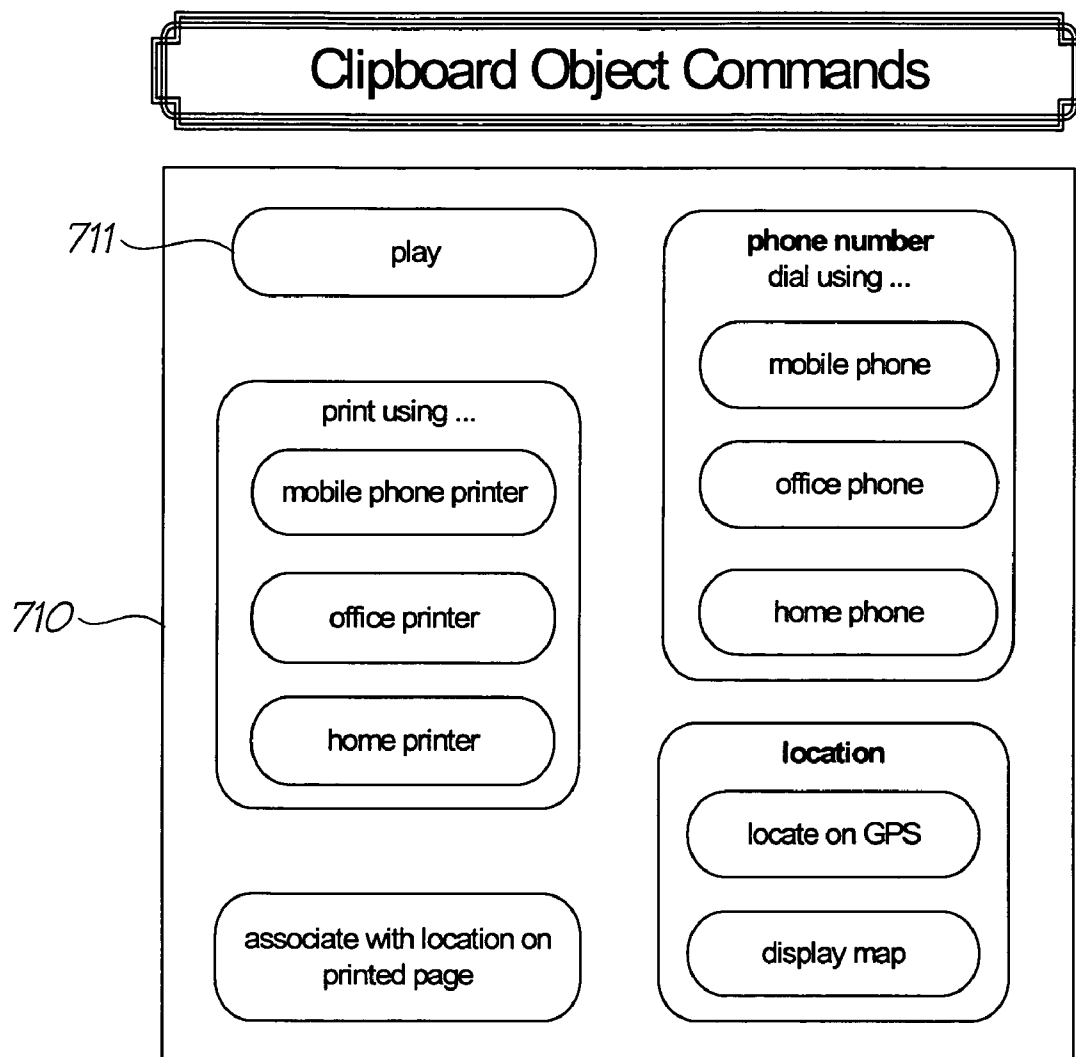 Clipboard Object Commands
711
play
print using ...
mobile phone printer
office printer
home printer
710
associate with location on
printed page
phone number
dial using ...
mobile phone
office phone
home phone
location
locate on GPS
display map